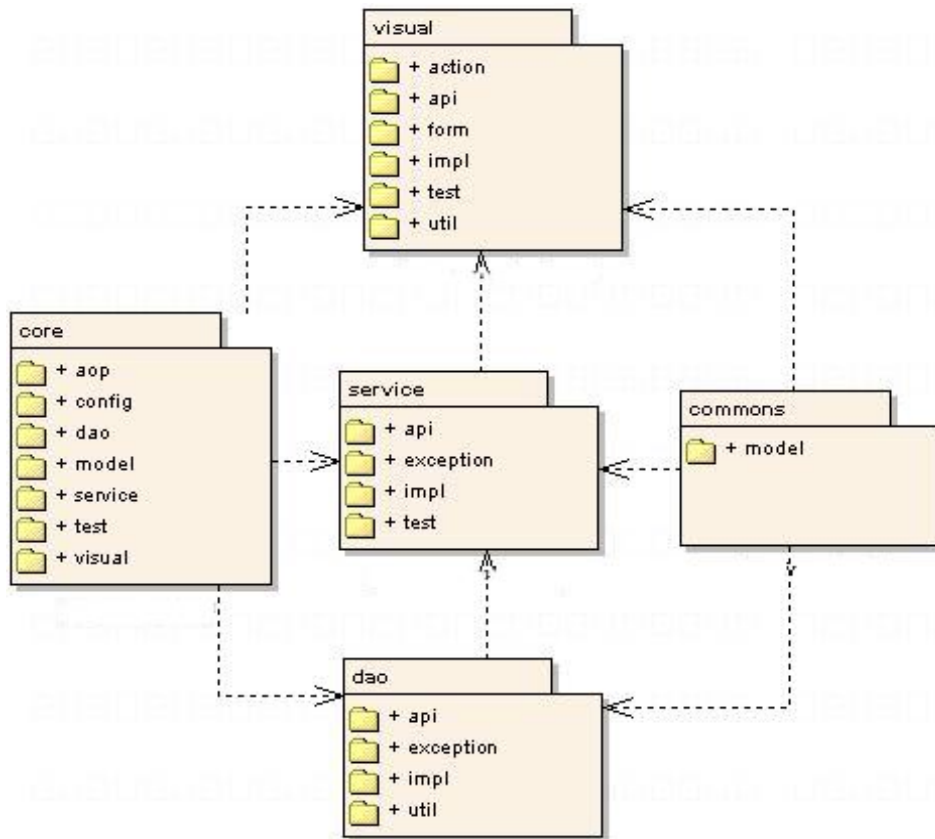 visual
+ action
+ api
+ form
+ impl
+ test
+ util
core
+ aop
+ config
+ dao
+ model
+ service
+ test
+ visual
service
+ api
+ exception
+ impl
+ test
commons
+ model
dao
+ api
+ exception
+ impl
+ util